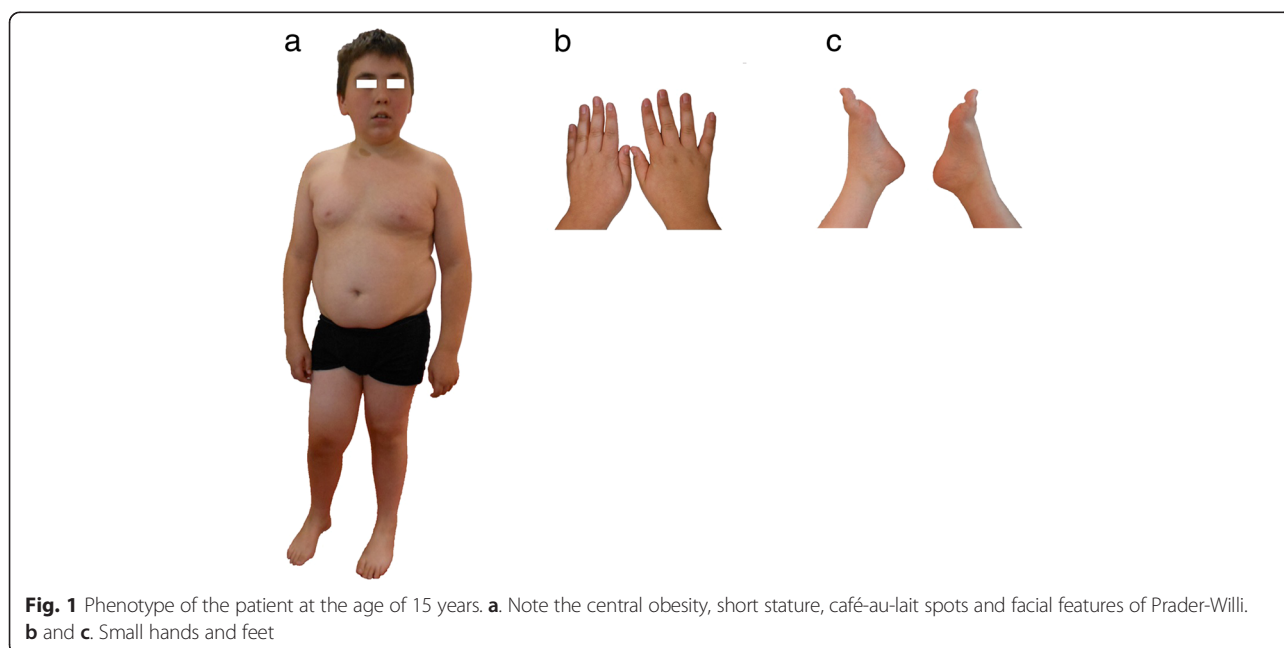 a b c
Fig. 1 Phenotype of the patient at the age of 15 years. a. Note the central obesity, short stature, café-au-lait spots and facial features of Prader-Willi.
b and c. Small hands and feet